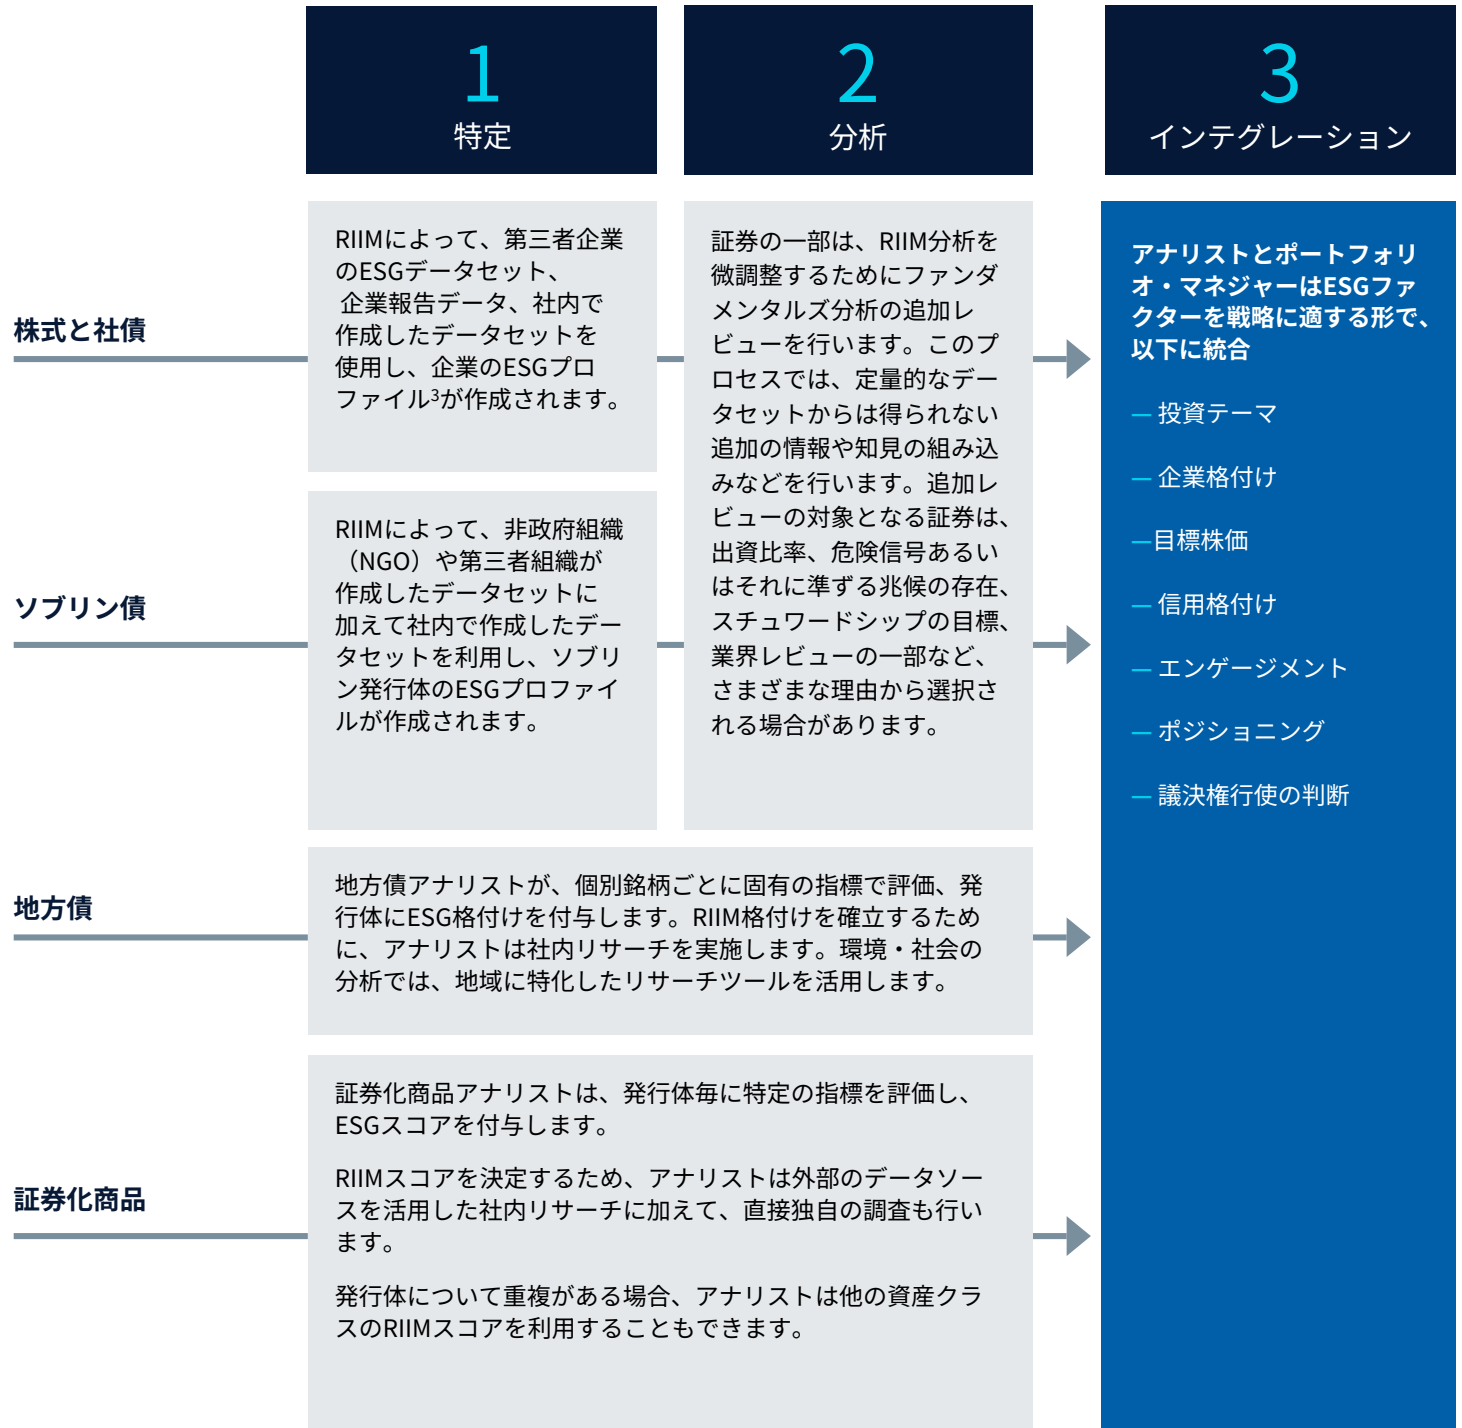 1
特定
2
分析
3
インテグレーション
株式と社債
RIIMによって、第三者企業
のESGデータセット、
企業報告データ、社内で
作成したデータセットを
使用し、企業のESGプロ
ファイル3が作成されます。
ソブリン債
RIIMによって、非政府組織
（NGO）や第三者組織が
作成したデータセットに
加えて社内で作成したデー
タセットを利用し、ソブリ
ン発行体のESGプロファイ
ルが作成されます。
証券の一部は、RIIM分析を
微調整するためにファンダ
メンタルズ分析の追加レ
ビューを行います。このプ
ロセスでは、定量的なデー
タセットからは得られない
追加の情報や知見の組み込
みなどを行います。追加レ
ビューの対象となる証券は、
出資比率、危険信号あるい
はそれに準ずる兆候の存在、
スチュワードシップの目標、
業界レビューの一部など、
さまざまな理由から選択さ
れる場合があります。
地方債
地方債アナリストが、個別銘柄ごとに固有の指標で評価、発
行体にESG格付けを付与します。RIIM格付けを確立するため
に、アナリストは社内リサーチを実施します。環境・社会の
分析では、地域に特化したリサーチツールを活用します。
証券化商品
証券化商品アナリストは、発行体毎に特定の指標を評価し、
ESGスコアを付与します。
RIIMスコアを決定するため、アナリストは外部のデータソー
スを活用した社内リサーチに加えて、直接独自の調査も行い
ます。
発行体について重複がある場合、アナリストは他の資産クラ
スのRIIMスコアを利用することもできます。
アナリストとポートフォリ
オ・マネジャーはESGファ
クターを戦略に適する形で、
以下に統合
— 投資テーマ
— 企業格付け
—目標株価
— 信用格付け
— エンゲージメント
— ポジショニング
— 議決権行使の判断